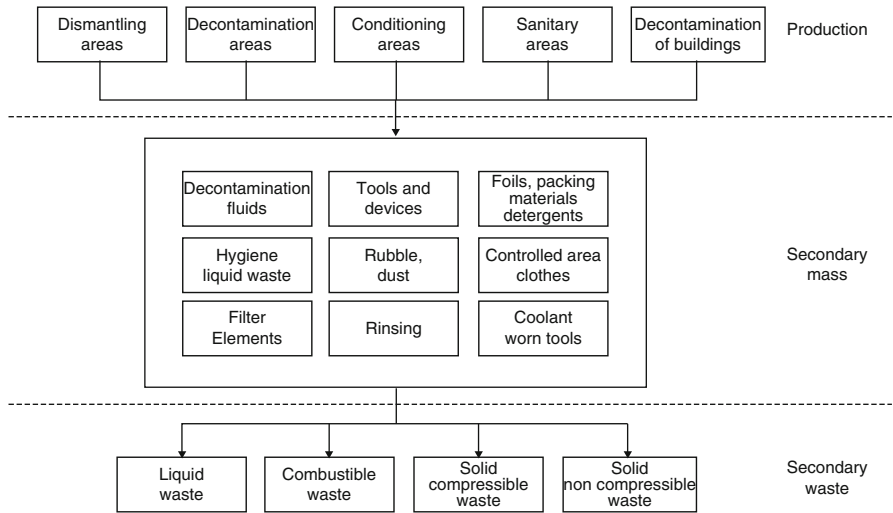 Dismantling
areas
Decontamination
areas
Conditioning
areas
Sanitary
areas
Decontamination
of buildings
Production
Decontamination
fluids
Tools and
devices
Foils, packing
materials
detergents
Hygiene
liquid waste
Rubble,
dust
Controlled area
clothes
Secondary
mass
Filter
Elements
Rinsing
Coolant
worn tools
Liquid
waste
Combustible
waste
Solid
compressible
waste
Solid
non compressible
waste
Secondary
waste